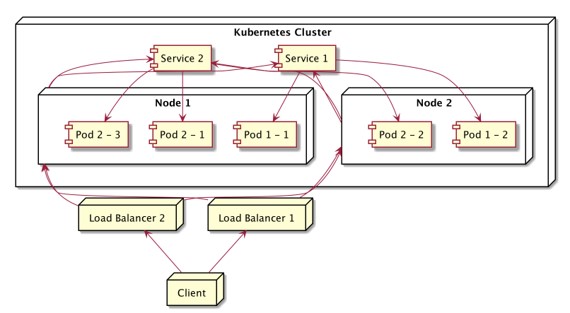 Kubernetes Cluster
Service 2
Service 1
Node 1
Node 2
Pod 2 – 3
Pod 2 – 1
Pod 1 – 1
Pod 2 – 2
Pod 1 – 2
Load Balancer 2
Load Balancer 1
Client